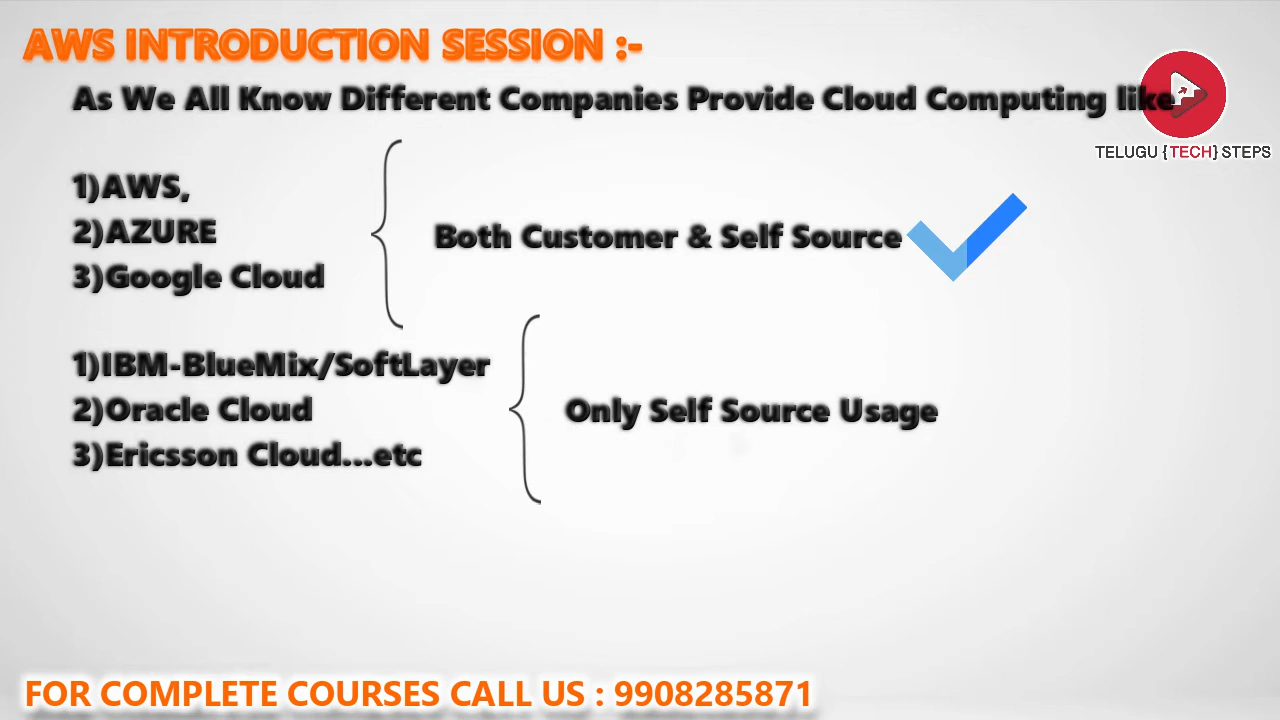 AWS INTRODUCTION SESSION :-
As We All Know Different Companies Provide Cloud Computing like
TELUGU {TECH} STEPS
1)AWS,
2)AZURE
3)Google Cloud
Both Customer & Self Source
1)IBM-BlueMix/SoftLayer
2)Oracle Cloud
3)Ericsson Cloud...etc
Only Self Source Usage
FOR COMPLETE COURSES CALL US : 9908285871